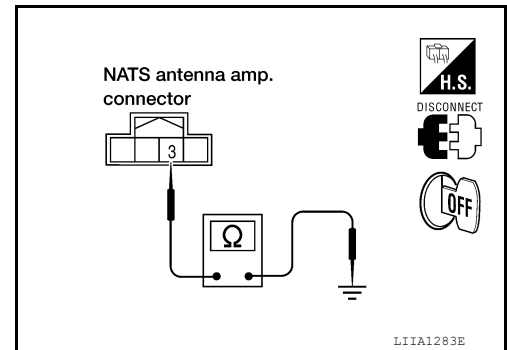 NATS antenna amp.
connector
3
Ω
H.S.
DISCONNECT
OFF
LIIA1283E